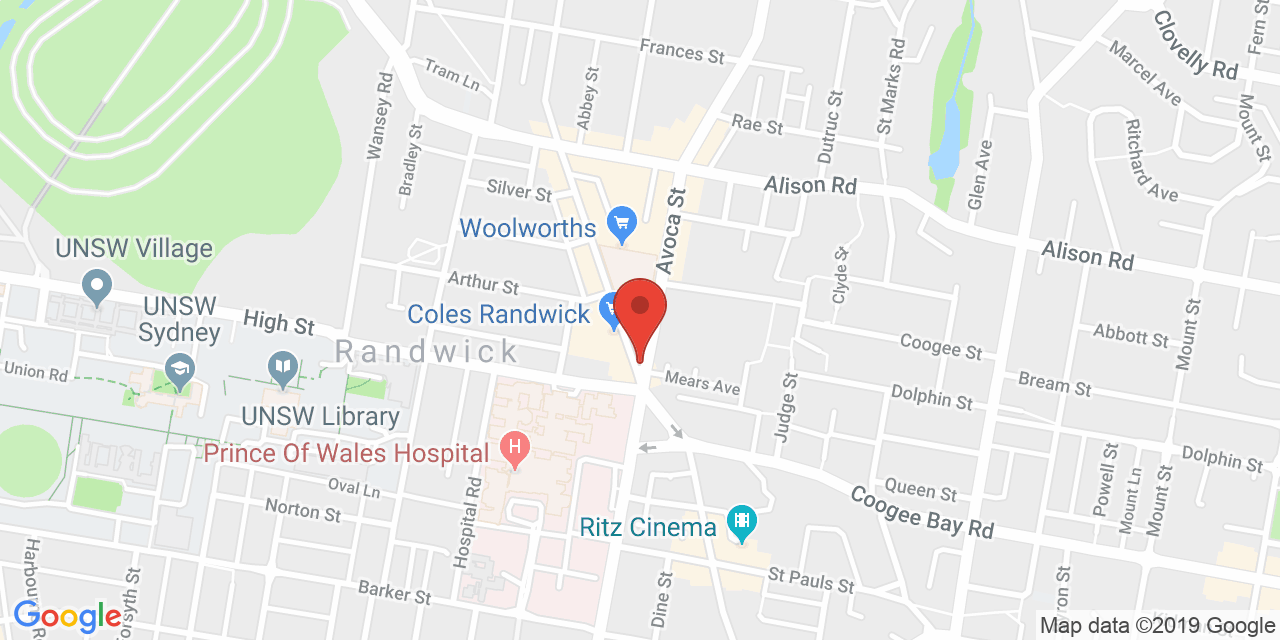 Frances St
Clovelly Rd
Fern St
Marcel Ave
Tram Ln
Wansey Rd
Abbey St
St Marks Rd
Mount St
Rae St
Dutruc St
Bradley St
Ritchard Ave
Glen Ave
Silver St
Alison Rd
Avoca St
Woolworths
UNSW Village
Alison Rd
Clyde St
Arthur St
UNSW
Sydney
Coles Randwick
High St
Randwick
Abbott St
Mount St
Coogee St
Union Rd
Mears Ave
Bream St
Dolphin St
UNSW Library
Judge St
Prince Of Wales Hospital
H
Dolphin St
Oval Ln
Queen St
Powell St
Mount Ln
Mount St
Norton St
Hospital Rd
Coogee Bay Rd
Ritz Cinema
St Pauls St
Barker St
Dine St
Google
Map data ©2019 Google